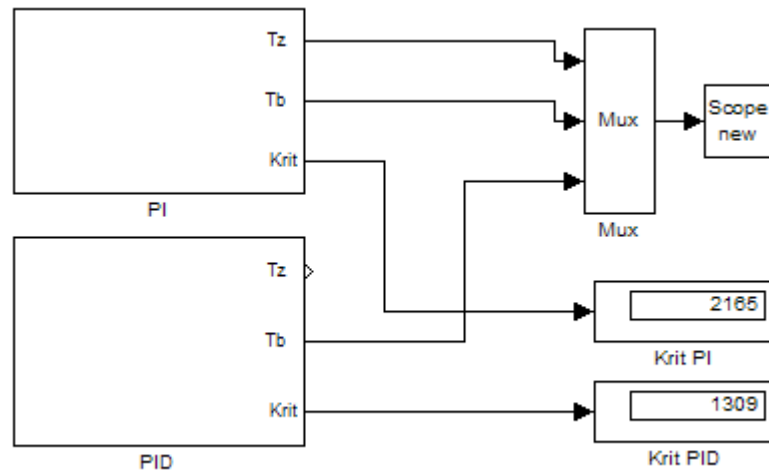 Tz
Tb
Krit
PI
Mux
Mux
Scope
new
Tz
Tb
Krit
PID
2165
Krit PI
1309
Krit PID